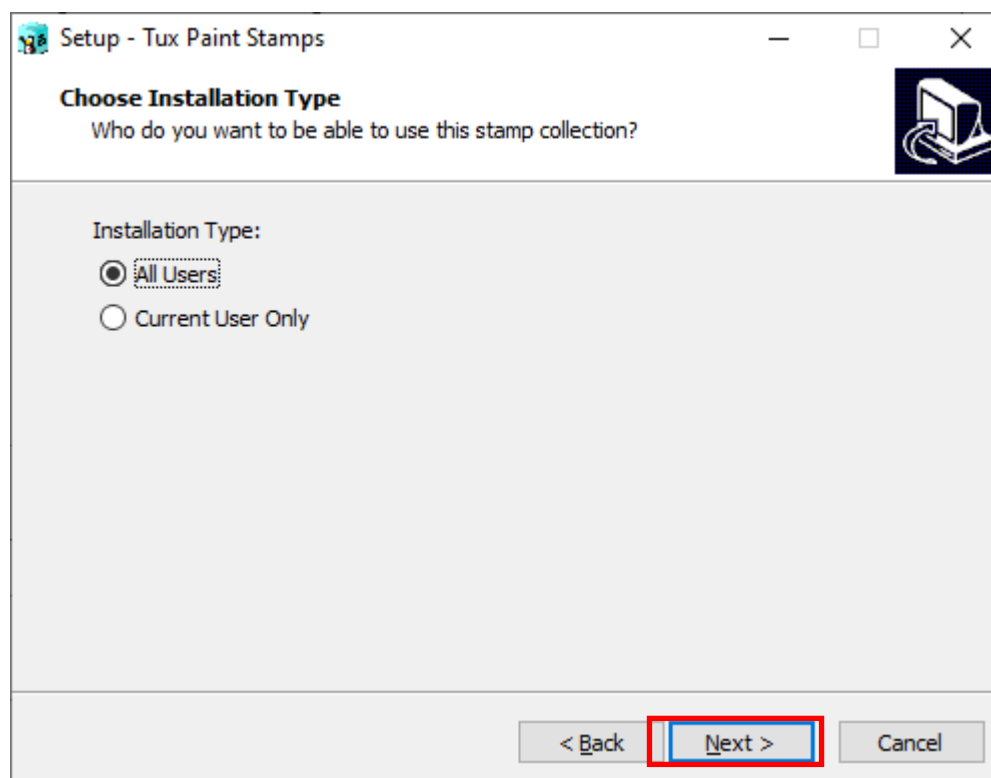 Setup - Tux Paint Stamps
Choose Installation Type
Who do you want to be able to use this stamp collection?
Installation Type:
All Users
Current User Only
< Back Next > Cancel